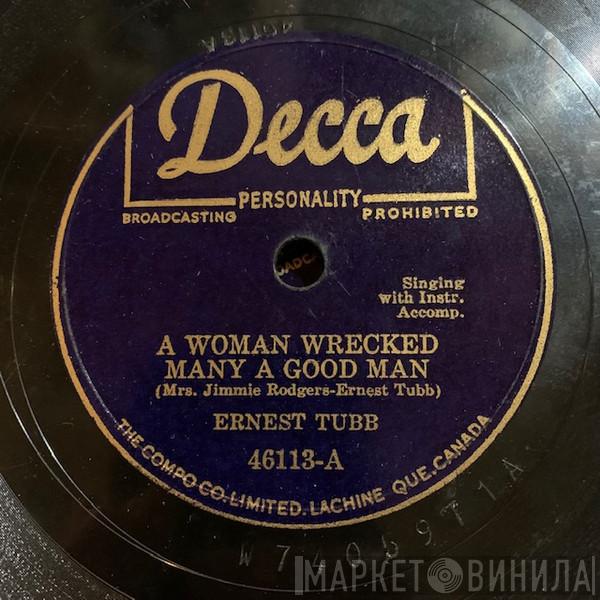 46113A
Decca
PERSONALITY
BROADCASTING PROHIBITED
Singing
with Instr.
Accomp.
A WOMAN WRECKED
MANY A GOOD MAN
(Mrs. Jimmie Rodgers-Ernest Tubb)
ERNEST TUBB
46113-A
THE COMPO CO. LIMITED. LACHINE QUE. CANADA
МАРКЕТ ВИНИЛА